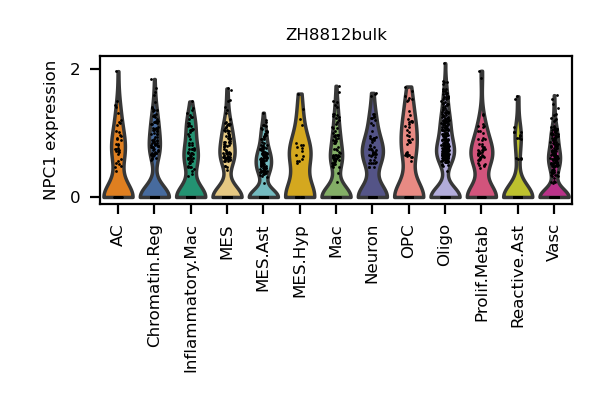 ZH8812bulk
NPC1 expression
2
0
AC
Chromatin.Reg
Inflammatory.Mac
MES
MES.Ast
MES.Hyp
Mac
Neuron
OPC
Oligo
Prolif.Metab
Reactive.Ast
Vasc